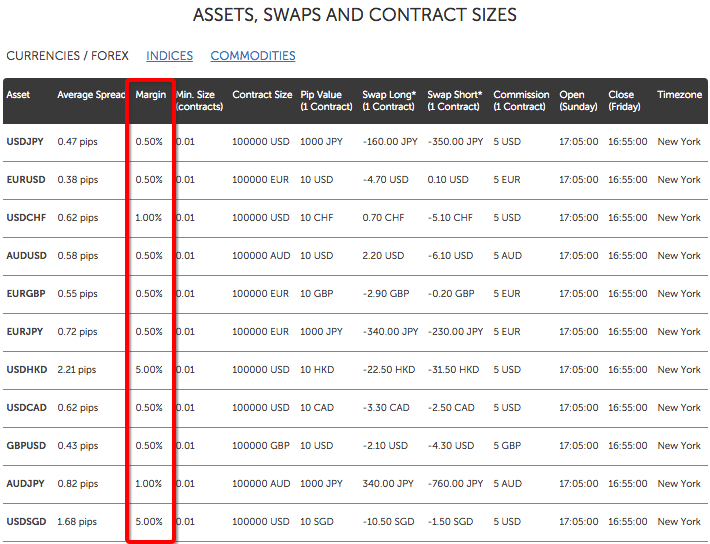 ASSETS, SWAPS AND CONTRACT SIZES
CURRENCIES / FOREX INDICES COMMODITIES
Asset Average Spread Margin Min. Size (contracts) Contract Size Pip Value (1 Contract) Swap Long* (1 Contract) Swap Short* (1 Contract) Commission (1 Contract) Open (Sunday) Close (Friday) Timezone
USDJPY 0.47 pips 0.50% 0.01 100000 USD 1000 JPY -160.00 JPY -350.00 JPY 5 USD 17:05:00 16:55:00 New York
EURUSD 0.38 pips 0.50% 0.01 100000 EUR 10 USD -4.70 USD 0.10 USD 5 EUR 17:05:00 16:55:00 New York
USDCHF 0.62 pips 1.00% 0.01 100000 USD 10 CHF 0.70 CHF -5.10 CHF 5 USD 17:05:00 16:55:00 New York
AUDUSD 0.58 pips 0.50% 0.01 100000 AUD 10 USD 2.20 USD -6.10 USD 5 AUD 17:05:00 16:55:00 New York
EURGBP 0.55 pips 0.50% 0.01 100000 EUR 10 GBP -2.90 GBP -0.20 GBP 5 EUR 17:05:00 16:55:00 New York
EURJPY 0.72 pips 0.50% 0.01 100000 EUR 1000 JPY -340.00 JPY -230.00 JPY 5 EUR 17:05:00 16:55:00 New York
USDHKD 2.21 pips 5.00% 0.01 100000 USD 10 HKD -22.50 HKD -31.50 HKD 5 USD 17:05:00 16:55:00 New York
USDCAD 0.62 pips 0.50% 0.01 100000 USD 10 CAD -3.30 CAD -2.50 CAD 5 USD 17:05:00 16:55:00 New York
GBPUSD 0.43 pips 0.50% 0.01 100000 GBP 10 USD -2.10 USD -4.30 USD 5 GBP 17:05:00 16:55:00 New York
AUDJPY 0.82 pips 1.00% 0.01 100000 AUD 1000 JPY 340.00 JPY -760.00 JPY 5 AUD 17:05:00 16:55:00 New York
USDSGD 1.68 pips 5.00% 0.01 100000 USD 10 SGD -10.50 SGD -1.50 SGD 5 USD 17:05:00 16:55:00 New York